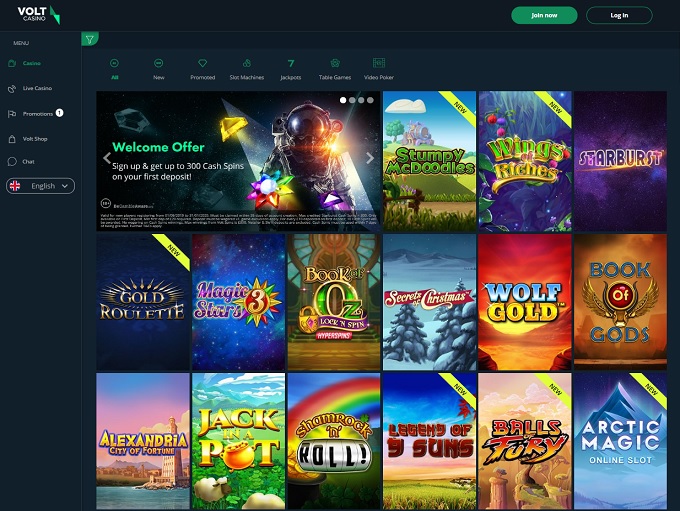 VOLT
CASINO
Join now
Log in
MENU
Casino
Live Casino
Promotions 1
Volt Shop
Chat
English
All
New
Promoted
Slot Machines
Jackpots
Table Games
Video Poker
Welcome Offer
Sign up & get up to 300 Cash Spins
on your first deposit!
18+ BeGambleAware.org
NEW
Stumpy
McDoodles
NEW
Wings
of
Riches
STARBURST
NEW
GOLD
ROULETTE
Magic
Stars 3
BOOK OF
OZ
LOCK 'N SPIN
HYPERSPINS
Secrets of Christmas
WOLF
GOLD™
BOOK
OF
GODS
ALEXANDRIA
CITY OF FORTUNE
JACK
IN A
POT
Shamrock
'n'
ROLL!
NEW
LEGEND OF
9 SUNS
NEW
BALLS
OF
FURY
NEW
ARCTIC
MAGIC
ONLINE SLOT